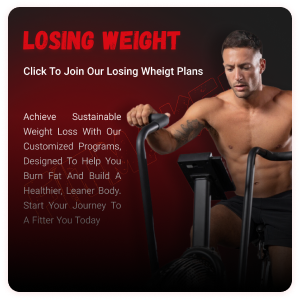 LOSING WEIGHT
Click To Join Our Losing Wheigt Plans
Achieve Sustainable
Weight Loss With Our
Customized Programs,
Designed To Help You
Burn Fat And Build A
Healthier, Leaner Body.
Start Your Journey To
A Fitter You Today